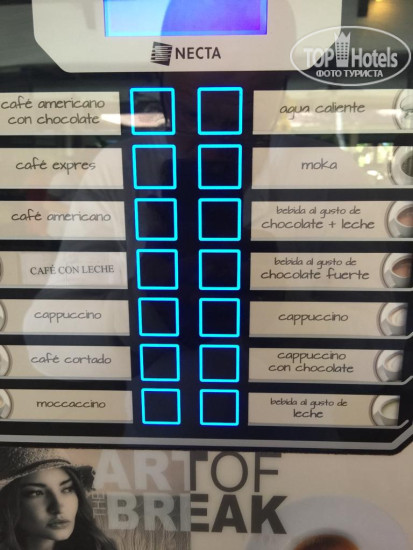 NECTA
TOPHotels
ФОТО ТУРИСТА
café americano
con chocolate
agua caliente
café expres
moka
café americano
bebida al gusto de
chocolate + leche
CAFÉ CON LECHE
bebida al gusto de
chocolate fuerte
cappuccino
cappuccino
café cortado
cappuccino
con chocolate
moccaccino
bebida al gusto de
leche
ART OF
THE BREAK